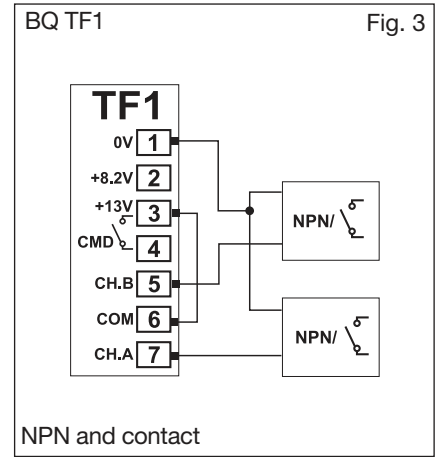 BQ TF1 Fig. 3
TF1
0V 1
+8.2V 2
+13V 3
CMD 4
CH.B 5
COM 6
CH.A 7
NPN/
NPN/
NPN and contact